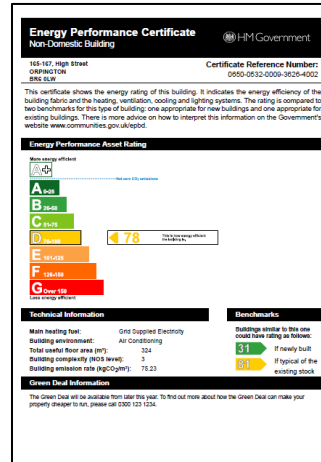 Energy Performance Certificate
Non-Domestic Building
HM Government
165-167, High Street
ORPINGTON
BR6 0LW
Certificate Reference Number:
0650-0532-0009-3626-4002
This certificate shows the energy rating of this building. It indicates the energy efficiency of the
building fabric and the heating, ventilation, cooling and lighting systems. The rating is compared to
two benchmarks for this type of building: one appropriate for new buildings and one appropriate for
existing buildings. There is more advice on how to interpret this information on the Government's
website www.communities.gov.uk/epbd.
Energy Performance Asset Rating
More energy efficient
A+
Net zero CO₂ emissions
A 0-25
B 26-50
C 51-75
D 76-100
78
This is how energy efficient
the building is.
E 101-125
F 126-150
G Over 150
Less energy efficient
Technical Information
Main heating fuel: Grid Supplied Electricity
Building environment: Air Conditioning
Total useful floor area (m²): 324
Building complexity (NOS level): 3
Building emission rate (kgCO₂/m²): 75.23
Benchmarks
Buildings similar to this one
could have rating as follows:
31 If newly built
81 If typical of the
existing stock
Green Deal Information
The Green Deal will be available from later this year. To find out more about how the Green Deal can make your
property cheaper to run, please call 0300 123 1234.